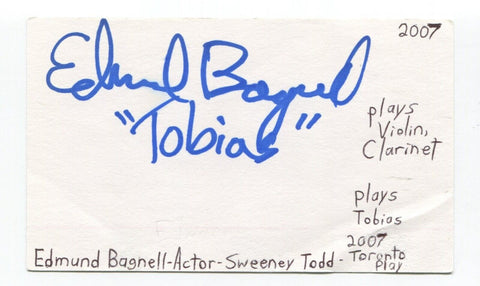 2007
Edmund Bagnell
"Tobias"
plays
Violin,
Clarinet
plays
Tobias
2007
Edmund Bagnell-Actor-Sweeney Todd - Toronto
Play